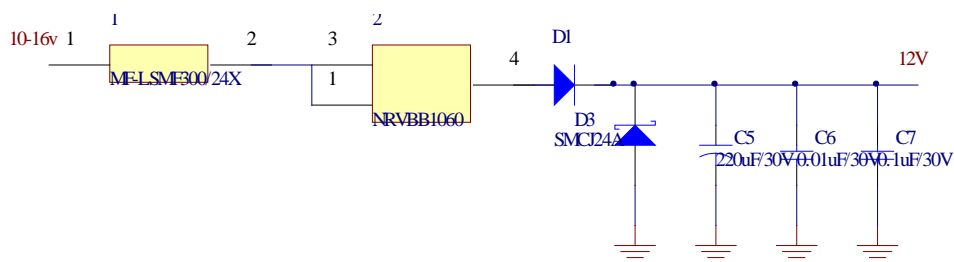 1
2
10-16v
1
2
3
4
D1
12V
MF-LSMF300/24X
1
NRVBB1060
D3
SMCJ24A
C5
220uF/30V
C6
0.01uF/30V
C7
0.1uF/30V